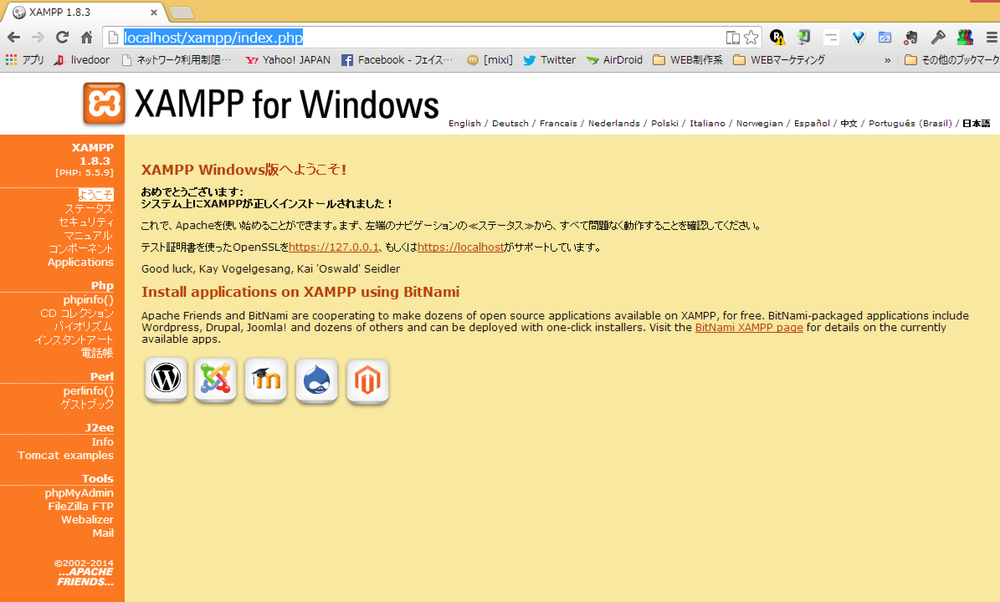 XAMPP 1.8.3
localhost/xampp/index.php
アプリ livedoor ネットワーク利用制限… Yahoo! JAPAN Facebook - フェイス… [mixi] Twitter AirDroid WEB制作系 WEBマーケティング » その他のブックマーク
XAMPP for Windows
English / Deutsch / Francais / Nederlands / Polski / Italiano / Norwegian / Español / 中文 / Português (Brasil) / 日本語
XAMPP
1.8.3
[PHP: 5.5.9]
ようこそ
ステータス
セキュリティ
マニュアル
コンポーネント
Applications
Php
phpinfo()
CD コレクション
バイオリズム
インスタントアート
電話帳
Perl
perlinfo()
ゲストブック
J2ee
Info
Tomcat examples
Tools
phpMyAdmin
FileZilla FTP
Webalizer
Mail
©2002-2014
...APACHE
FRIENDS...
XAMPP Windows版へようこそ!
おめでとうございます:
システム上にXAMPPが正しくインストールされました！
これで、Apacheを使い始めることができます。まず、左端のナビゲーションの≪ステータス≫から、すべて問題なく動作することを確認してください。
テスト証明書を使ったOpenSSLをhttps://127.0.0.1、もしくはhttps://localhostがサポートしています。
Good luck, Kay Vogelgesang, Kai 'Oswald' Seidler
Install applications on XAMPP using BitNami
Apache Friends and BitNami are cooperating to make dozens of open source applications available on XAMPP, for free. BitNami-packaged applications include
Wordpress, Drupal, Joomla! and dozens of others and can be deployed with one-click installers. Visit the BitNami XAMPP page for details on the currently
available apps.